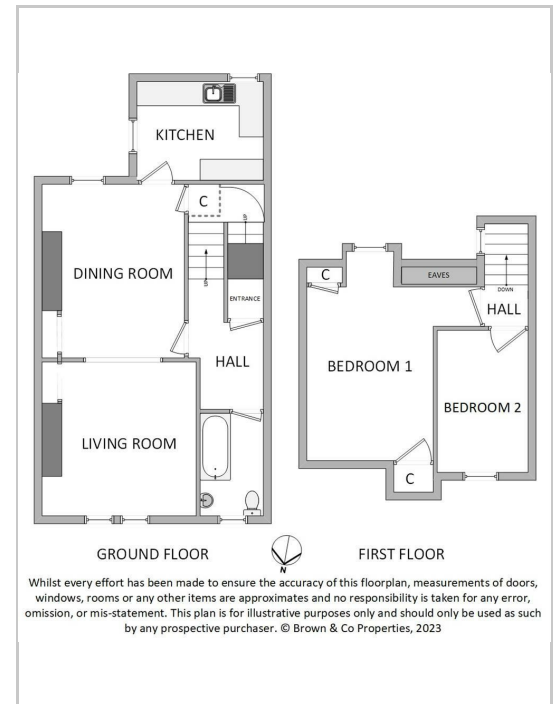 KITCHEN
C
UP
DINING ROOM
UP
ENTRANCE
HALL
LIVING ROOM
C
EAVES
DOWN
HALL
BEDROOM 1
BEDROOM 2
C
GROUND FLOOR
N
FIRST FLOOR
Whilst every effort has been made to ensure the accuracy of this floorplan, measurements of doors,
windows, rooms or any other items are approximates and no responsibility is taken for any error,
omission, or mis-statement. This plan is for illustrative purposes only and should only be used as such
by any prospective purchaser. © Brown & Co Properties, 2023